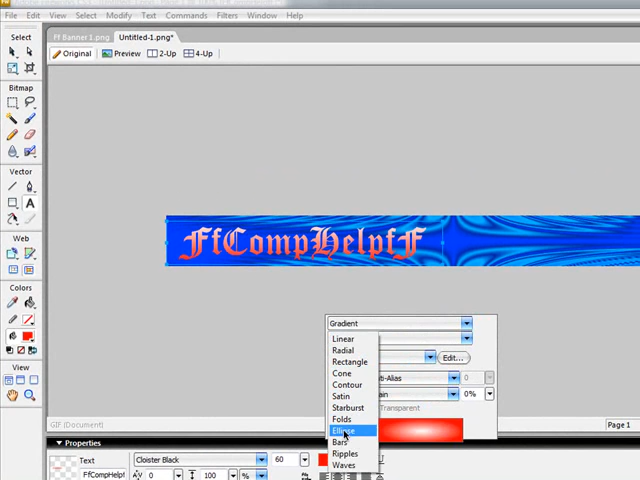 File Edit View Select Modify Text Commands Filters Window Help
Select
Ff Banner 1.png Untitled-1.png*
Original Preview 2-Up 4-Up
Bitmap
Vector
A
Web
Colors
View
FfCompHelpfF
Gradient
Linear
Radial
Rectangle
Cone
Contour
Satin
Starburst
Folds
Ellipse
Bars
Ripples
Waves
Edit...
ti-Alias 0
ain 0%
Transparent
GIF (Document)
Page 1
Properties
Text Cloister Black 60
FfCompHelpf 0 100